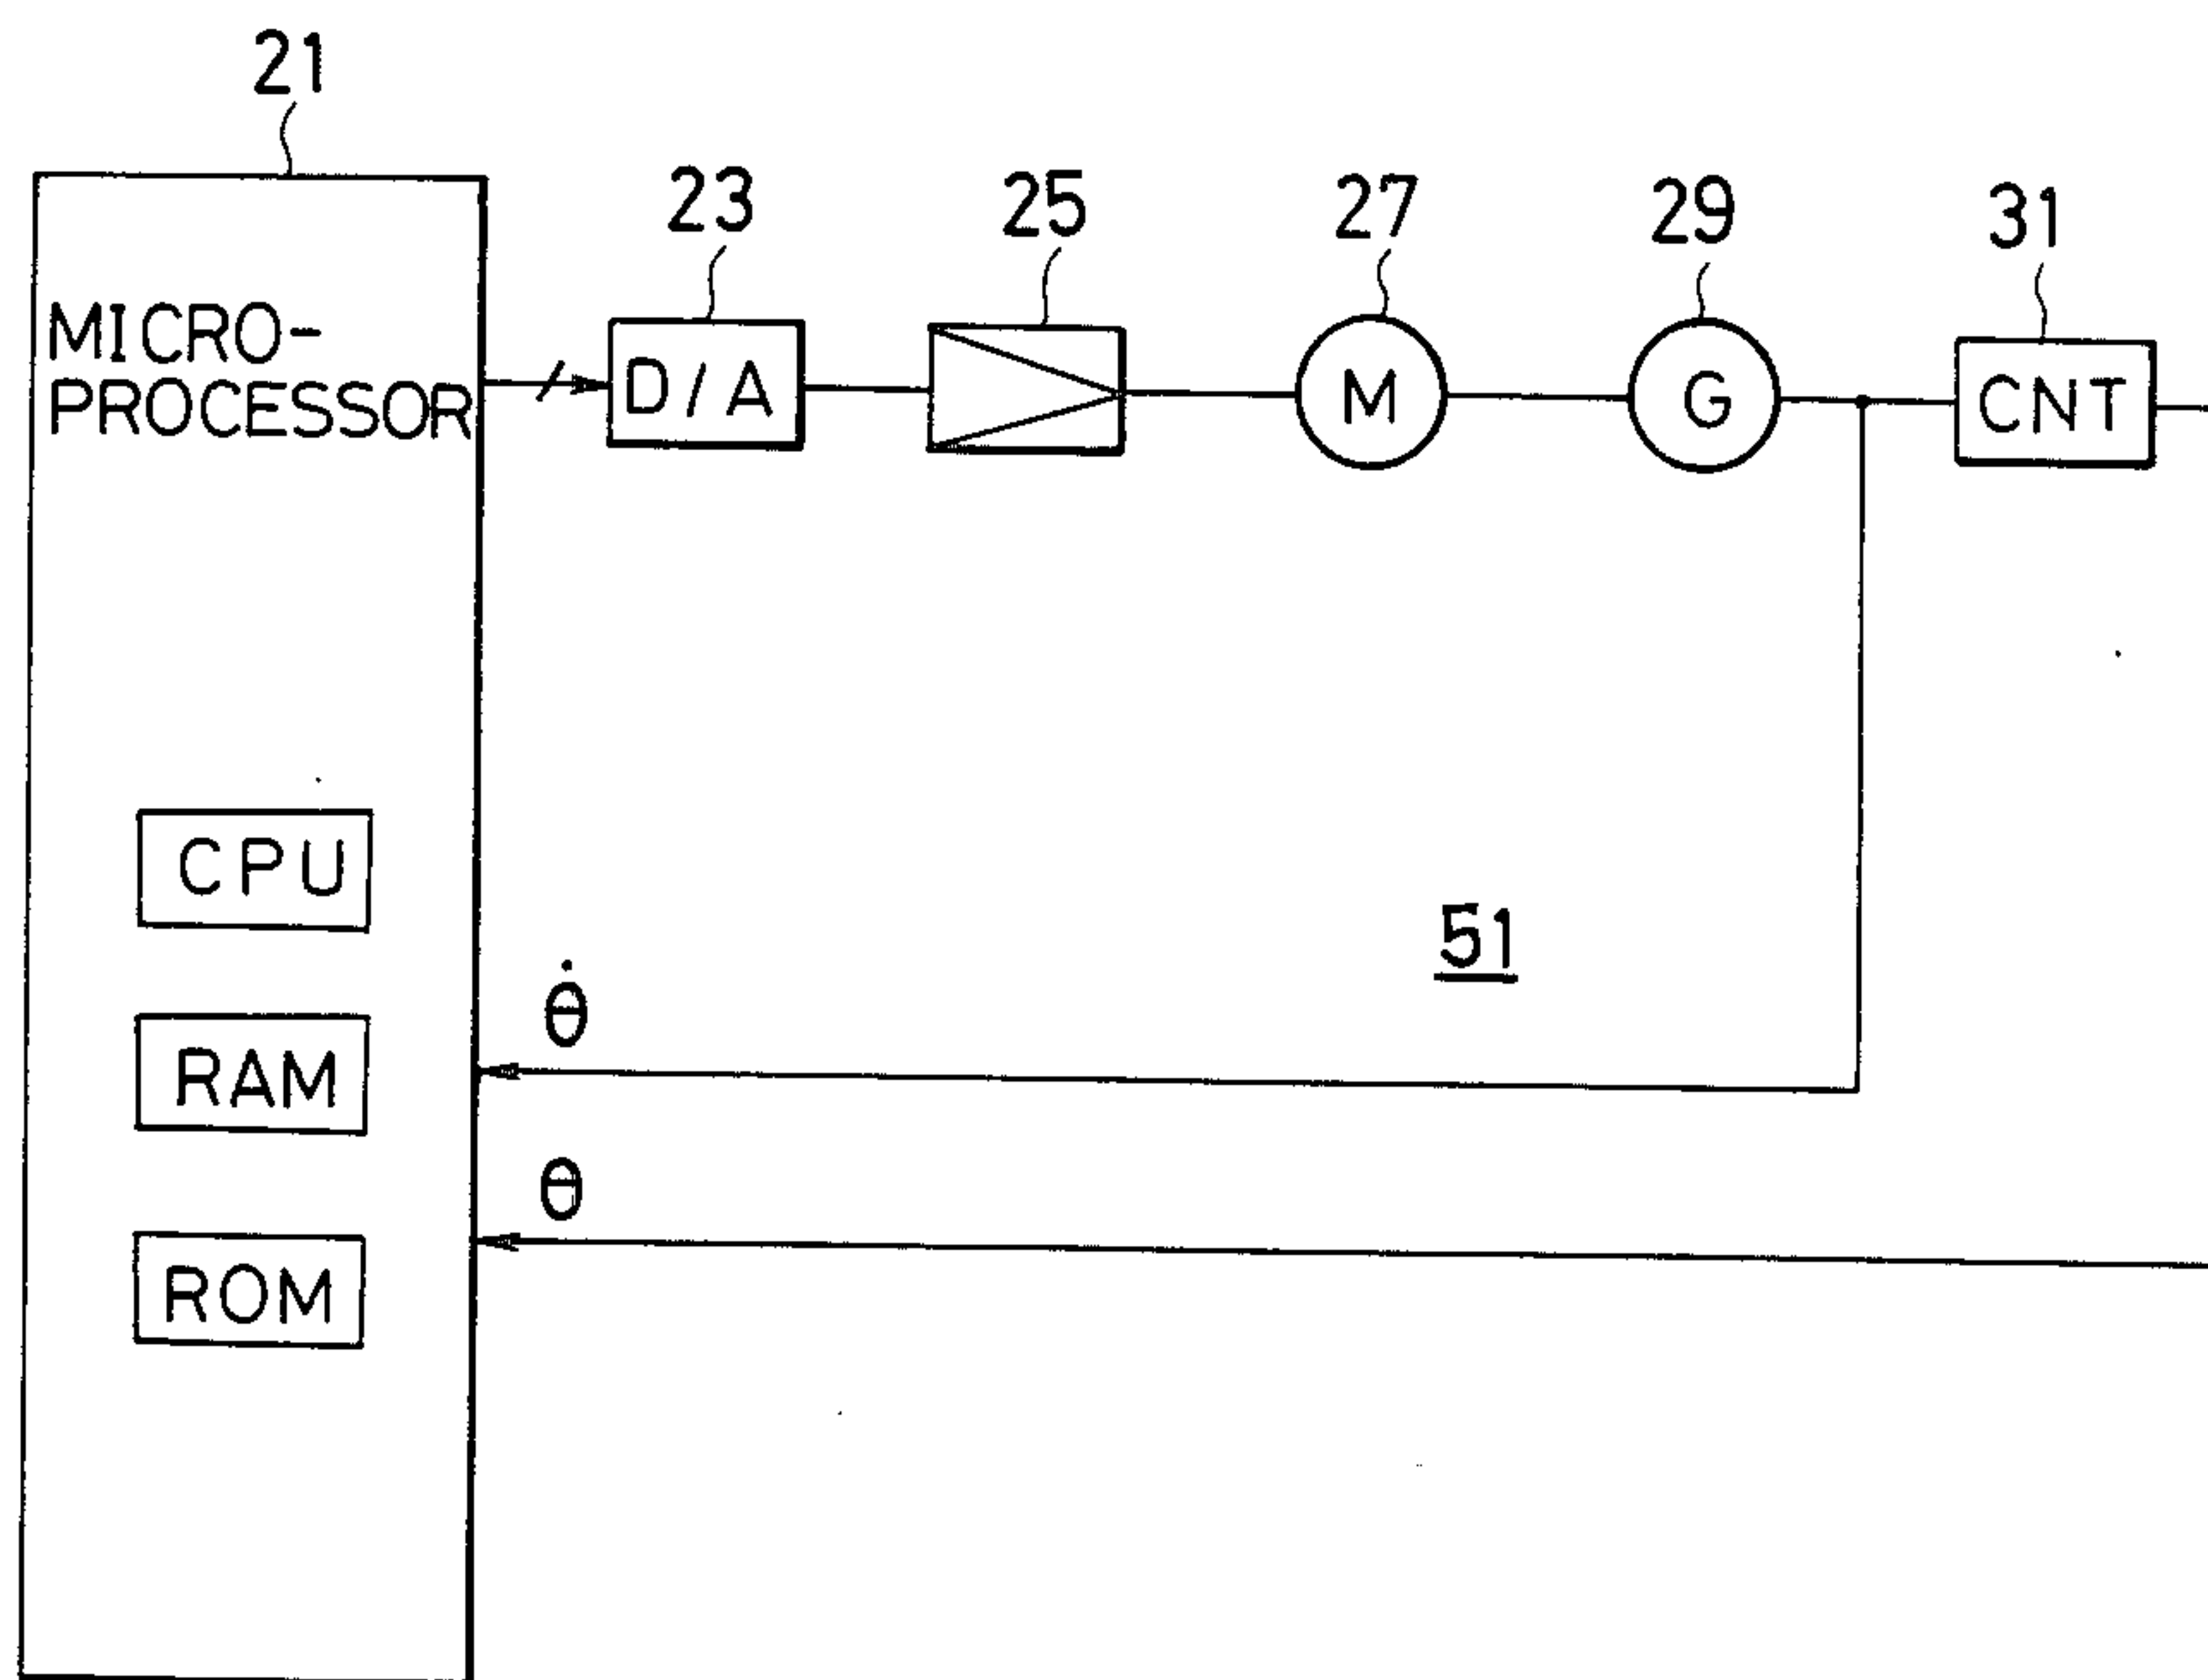 21
23
25
27
29
31
MICRO-
PROCESSOR
D/A
M
G
CNT
CPU
RAM
ROM
51
θ̇
θ